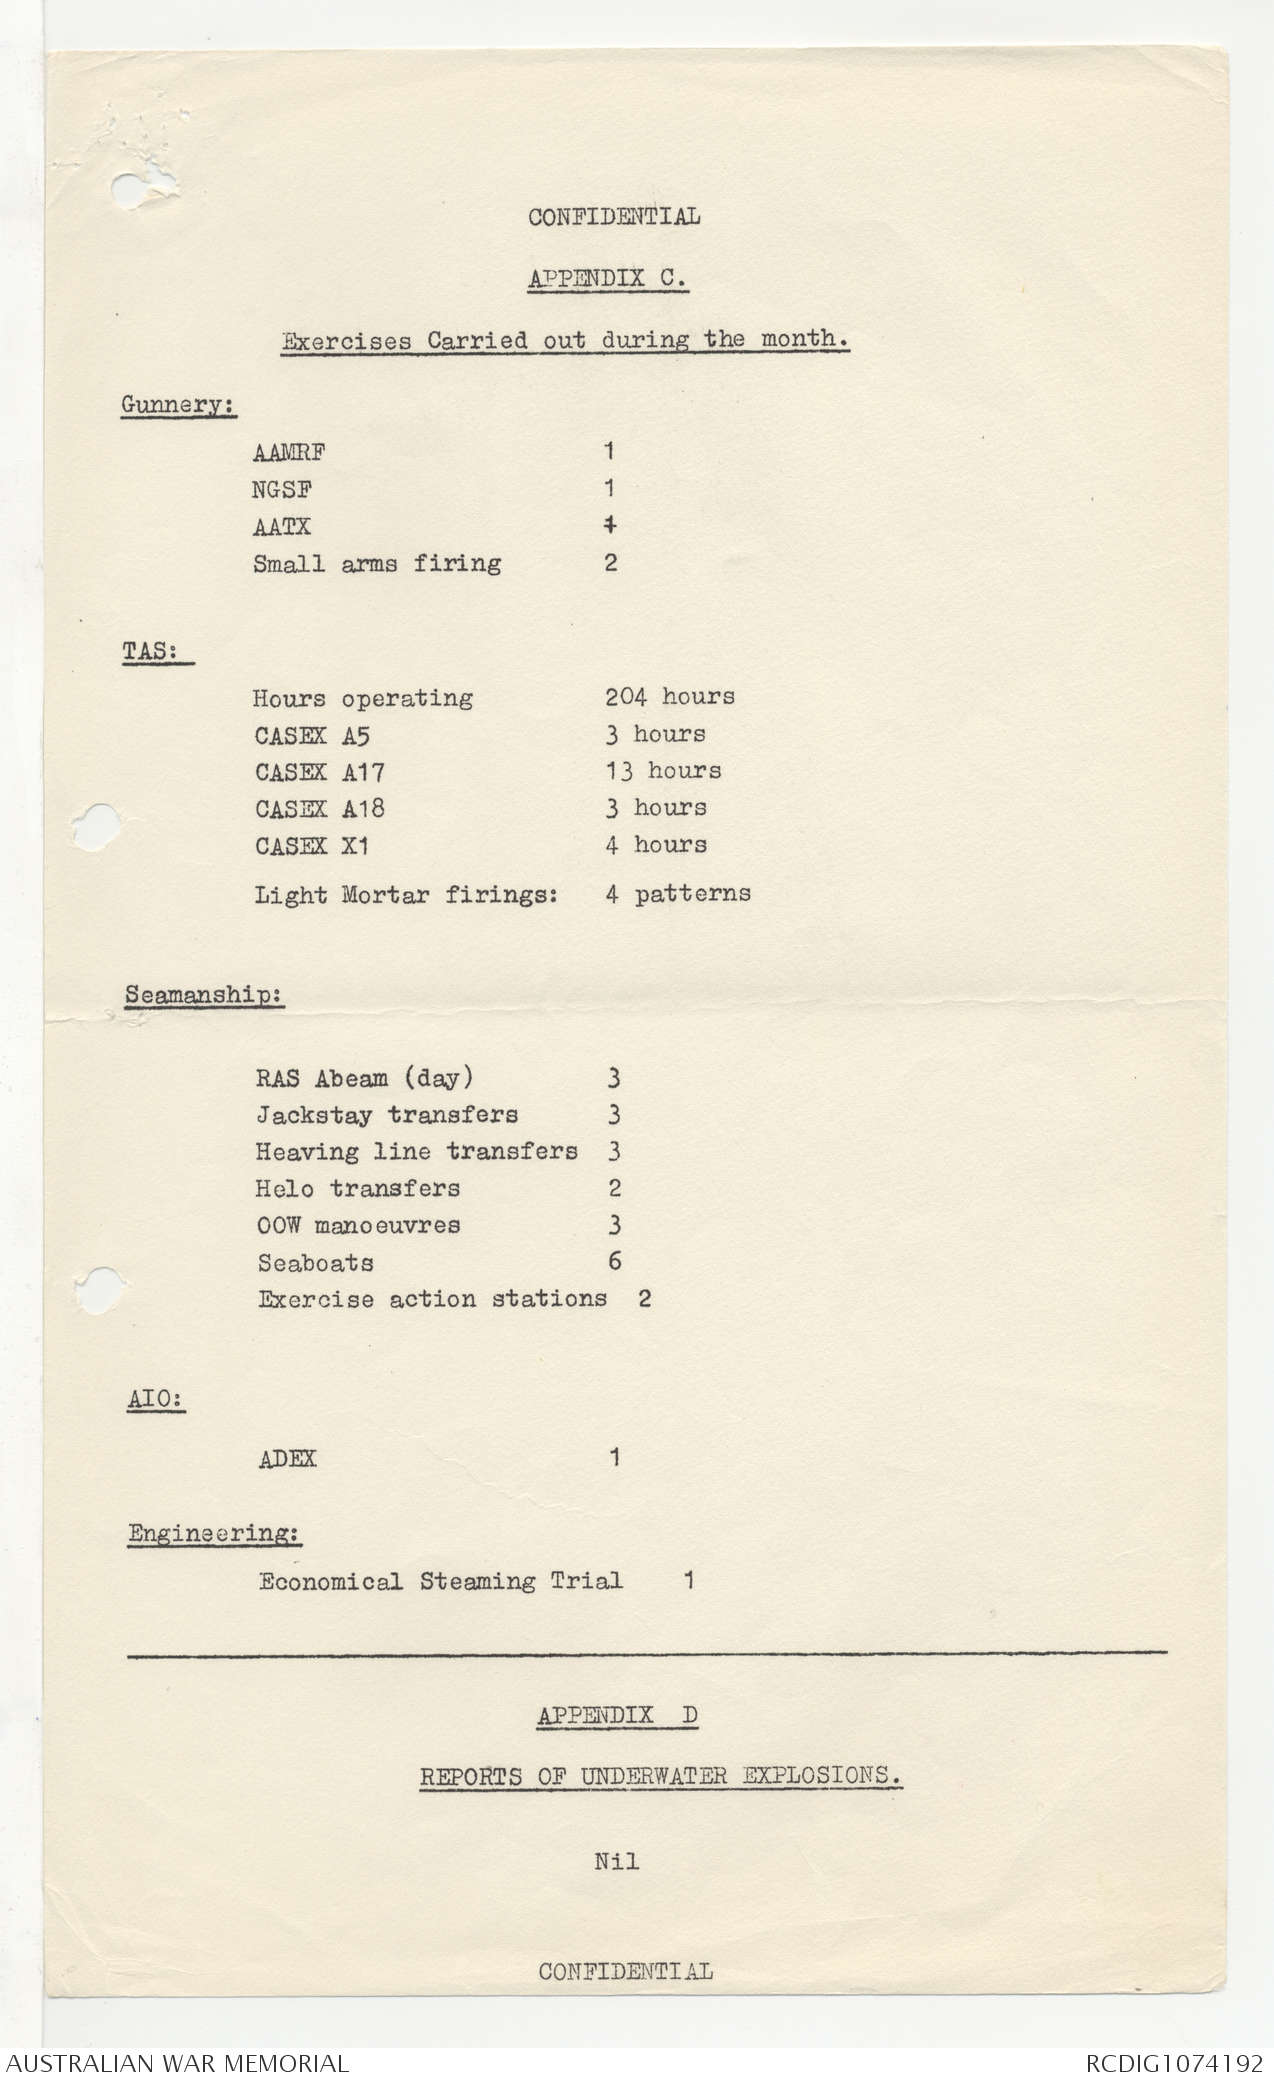 CONFIDENTIAL
APPENDIX C.
Exercises Carried out during the month.
Gunnery:
AAMRF 1
NGSF 1
AATX
Small arms firing 2
TAS:
Hours operating 204 hours
CASEX A5 3 hours
CASEX A17 13 hours
CASEX A18 3 hours
CASEX X1 4 hours
Light Mortar firings: 4 patterns
Seamanship:
RAS Abeam (day) 3
Jackstay transfers 3
Heaving line transfers 3
Helo transfers 2
OOW manoeuvres 3
Seaboats 6
Exercise action stations 2
AIO:
ADEX 1
Engineering:
Economical Steaming Trial 1
APPENDIX D
REPORTS OF UNDERWATER EXPLOSIONS.
Nil
CONFIDENTIAL
AUSTRALIAN WAR MEMORIAL RCDIG1074192